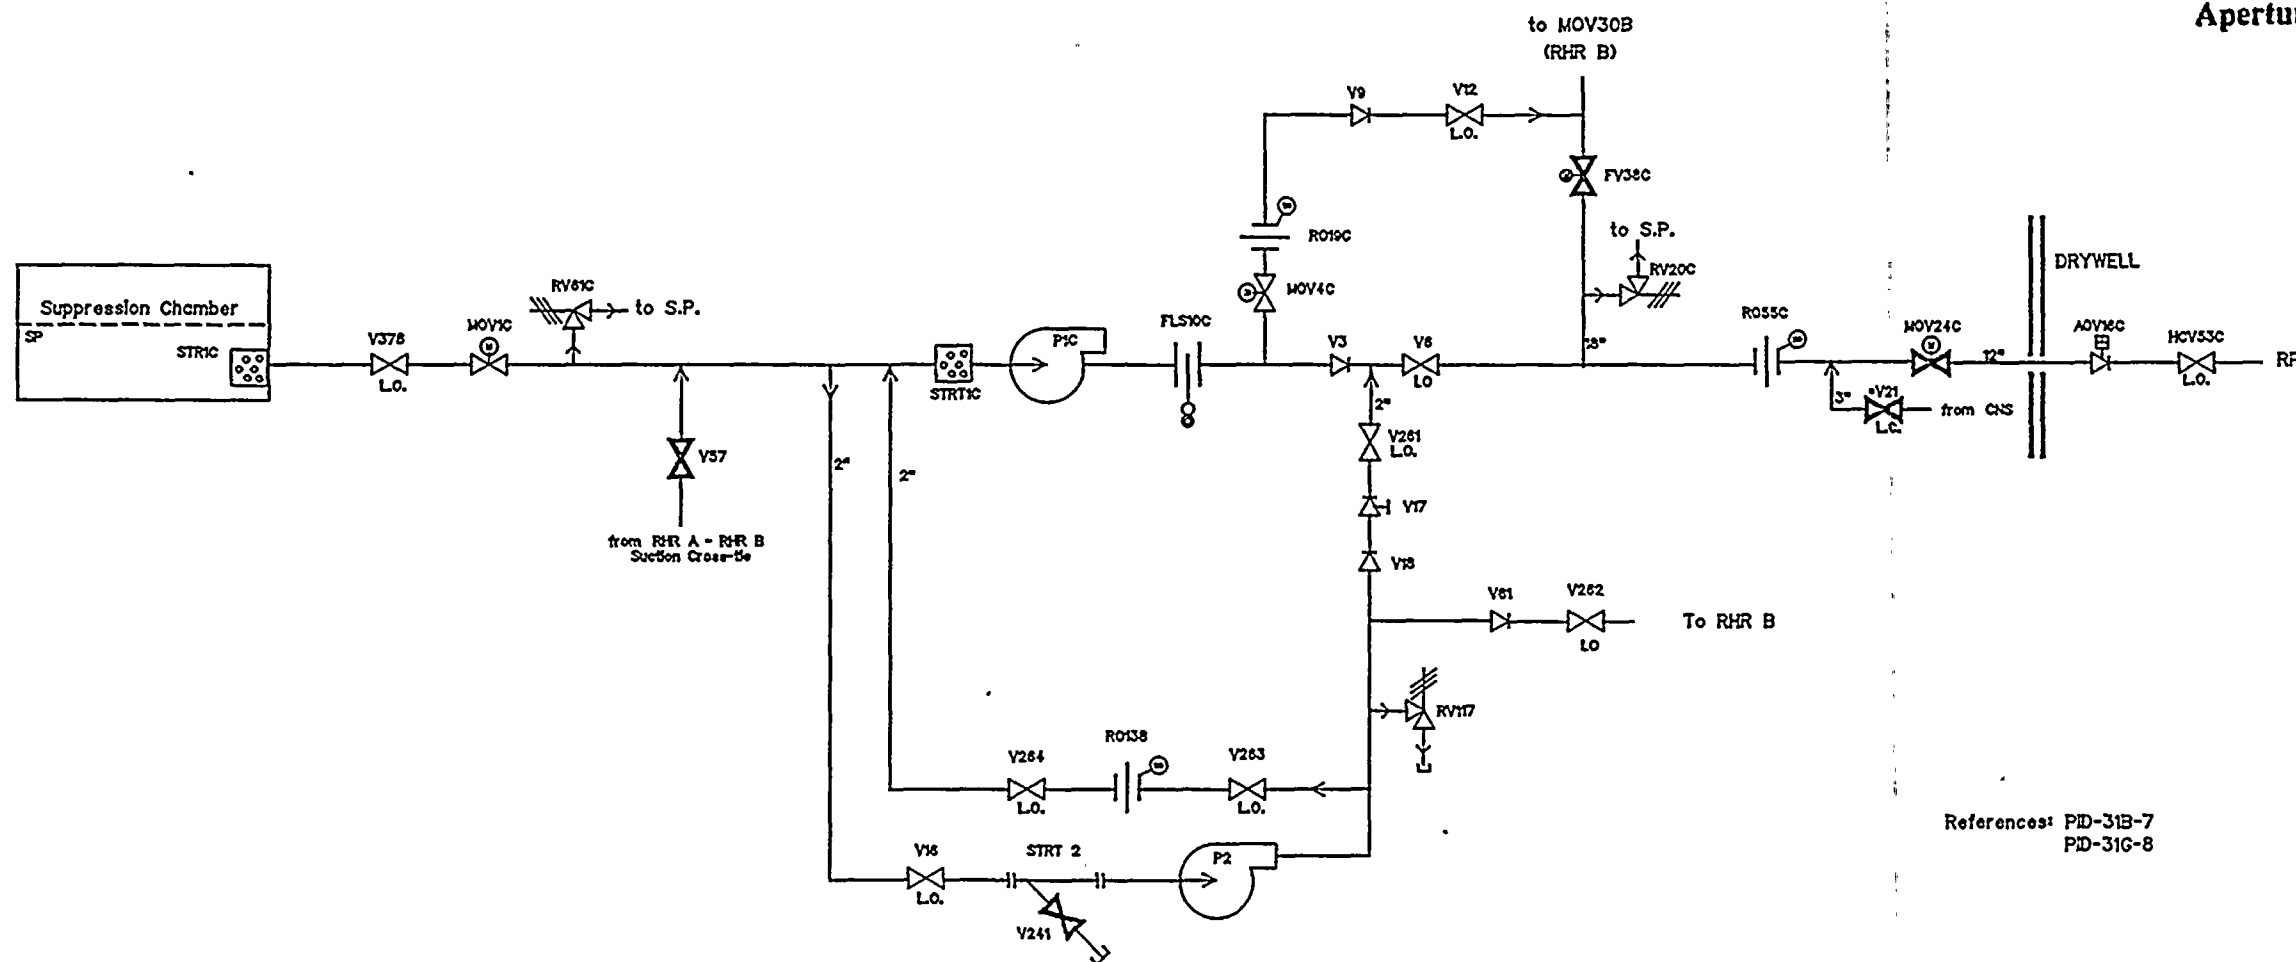 Apertu
to MOV30B
(RHR B)
V9
V12
L.O.
FV38C
RO19C
to S.P.
RV20C
DRYWELL
Suppression Chamber
SP
STR1C
V378
L.O.
MOV1C
RV61C
to S.P.
MOV4C
FLS10C
P1C
STRT1C
V3
V6
LO
RO55C
MOV24C
12"
AOV16C
HCV53C
L.O.
RP
3"
V21
L.C.
from CNS
2"
V261
L.O.
V37
2"
2"
V17
from RHR A - RHR B
Suction Cross-tie
V18
V61
V262
LO
To RHR B
RV117
V264
L.O.
RO138
V263
L.O.
V16
L.O.
STRT 2
P2
V241
References: PID-31B-7
PID-31G-8